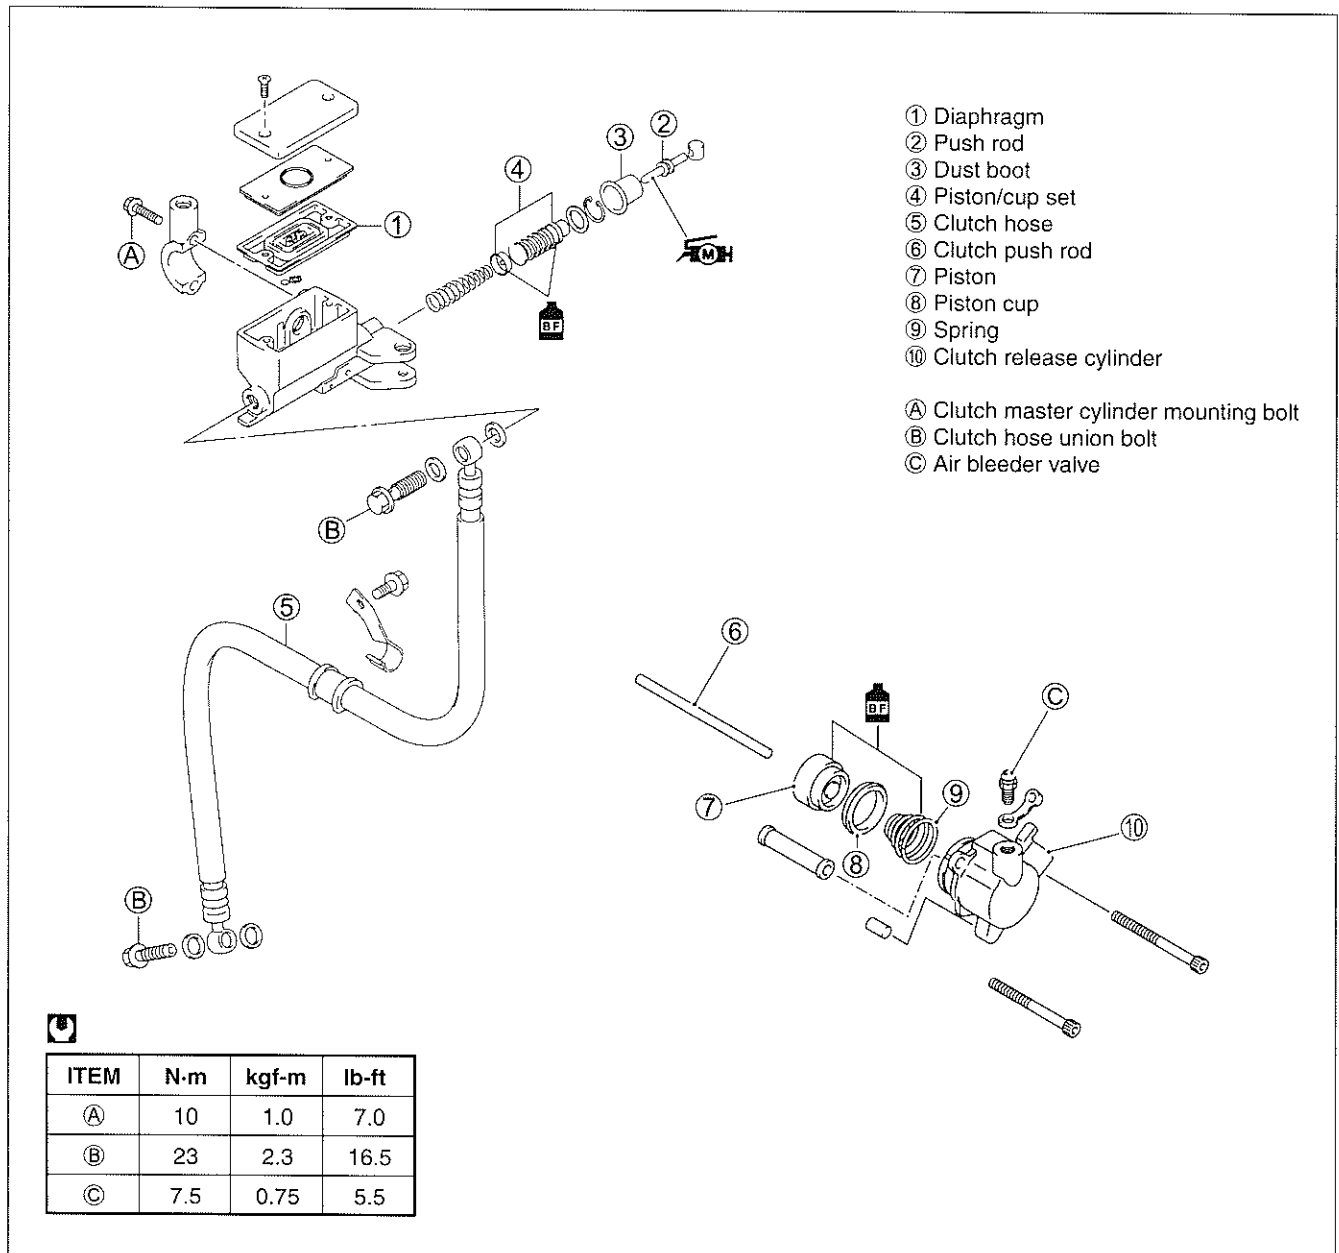 ① Diaphragm
② Push rod
③ Dust boot
④ Piston/cup set
⑤ Clutch hose
⑥ Clutch push rod
⑦ Piston
⑧ Piston cup
⑨ Spring
⑩ Clutch release cylinder
Ⓐ Clutch master cylinder mounting bolt
Ⓑ Clutch hose union bolt
Ⓒ Air bleeder valve
②
③
④
①
Ⓐ
M
BF
Ⓑ
⑤
⑥
BF
Ⓒ
⑦
⑨
⑩
⑧
Ⓑ
ITEM N·m kgf-m lb-ft
Ⓐ 10 1.0 7.0
Ⓑ 23 2.3 16.5
Ⓒ 7.5 0.75 5.5